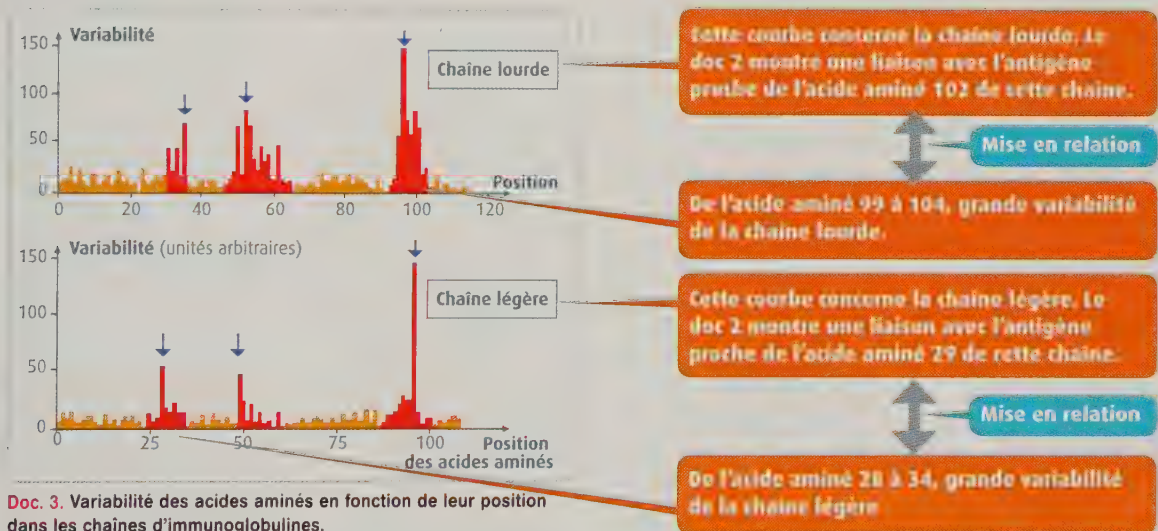 Variabilité
150
100
50
0
Chaîne lourde
Position
0 20 40 60 80 100 120
Variabilité (unités arbitraires)
150
100
50
0
Chaîne légère
0 25 50 75 100
Position
des acides aminés
Doc. 3. Variabilité des acides aminés en fonction de leur position
dans les chaînes d'immunoglobulines.
Cette courbe concerne la chaîne lourde. Le
doc 2 montre une liaison avec l'antigène
proche de l'acide aminé 102 de cette chaîne.
Mise en relation
De l'acide aminé 99 à 104, grande variabilité
de la chaîne lourde.
Cette courbe concerne la chaîne légère. Le
doc 2 montre une liaison avec l'antigène
proche de l'acide aminé 29 de cette chaîne.
Mise en relation
De l'acide aminé 28 à 34, grande variabilité
de la chaîne légère